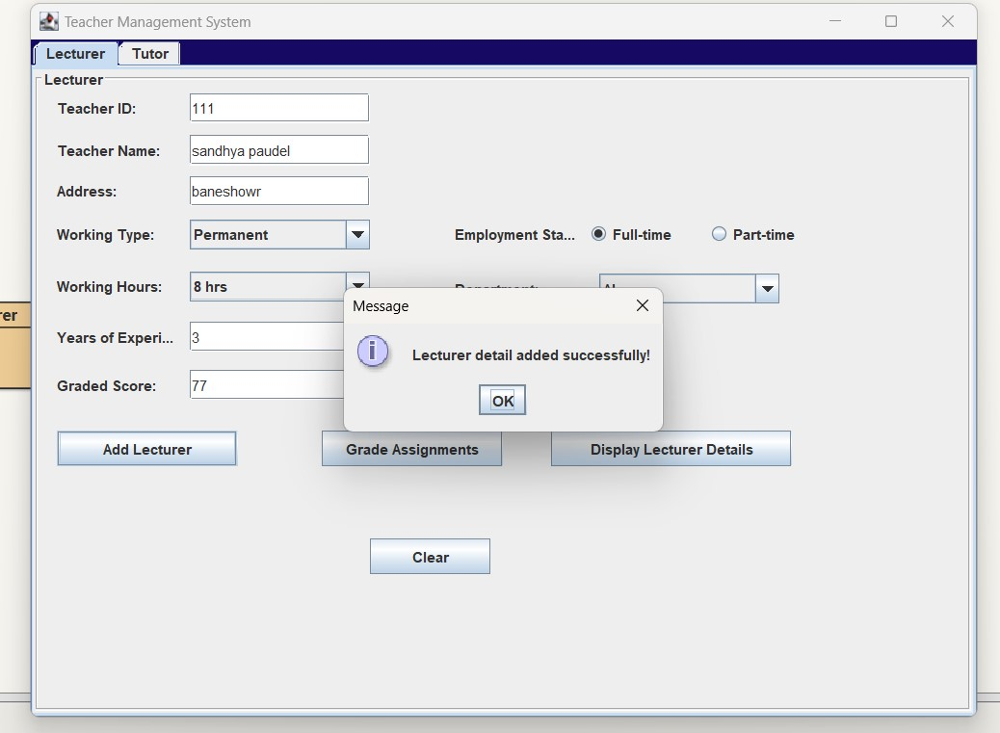 Teacher Management System
Lecturer Tutor
Lecturer
Teacher ID: 111
Teacher Name: sandhya paudel
Address: baneshowr
Working Type: Permanent Employment Sta... Full-time Part-time
Working Hours: 8 hrs
rer
Message
Years of Experi... 3
Lecturer detail added successfully!
Graded Score: 77
OK
Add Lecturer Grade Assignments Display Lecturer Details
Clear